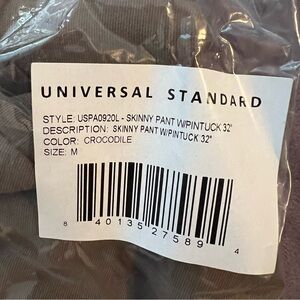 UNIVERSAL STANDARD
STYLE: USPA0920L - SKINNY PANT W/PINTUCK 32"
DESCRIPTION: SKINNY PANT W/PINTUCK 32"
COLOR: CROCODILE
SIZE: M
8 40135 27589 4